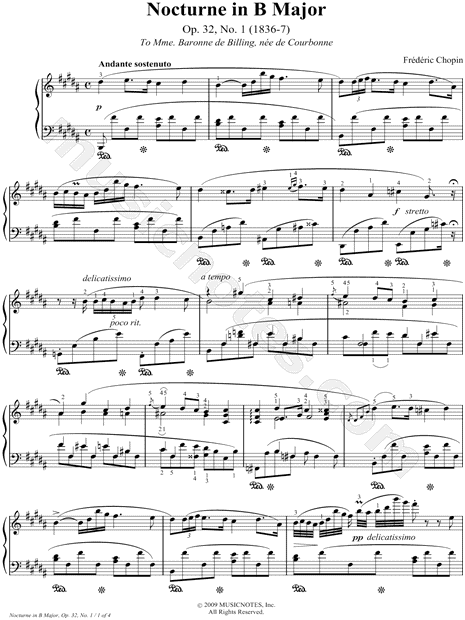 Nocturne in B Major
Op. 32, No. 1 (1836-7)
To Mme. Baronne de Billing, née de Courbonne
Frédéric Chopin
Andante sostenuto
p
musicnotes.com
f stretto
delicatissimo
a tempo
poco rit.
pp delicatissimo
© 2009 MUSICNOTES, Inc.
All Rights Reserved.
Nocturne in B Major, Op. 32, No. 1 / 1 of 4